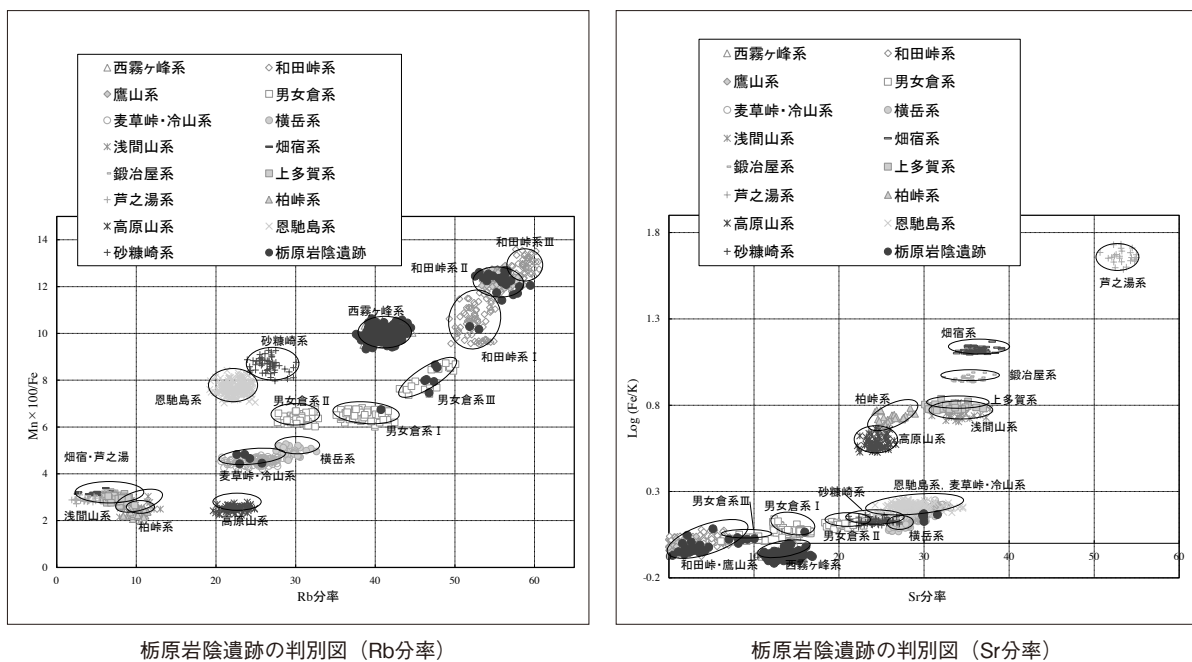 西霧ヶ峰系 和田峠系
鷹山系 男女倉系
麦草峠・冷山系 横岳系
浅間山系 畑宿系
鍛冶屋系 上多賀系
芦之湯系 柏峠系
高原山系 恩馳島系
砂糠崎系 栃原岩陰遺跡
14
12
10
8
6
4
2
0
0 10 20 30 40 50 60
Mn×100/Fe
Rb分率
和田峠系Ⅲ
和田峠系Ⅱ
西霧ヶ峰系
和田峠系Ⅰ
砂糠崎系
恩馳島系
男女倉系Ⅱ
男女倉系Ⅲ
男女倉系Ⅰ
横岳系
麦草峠・冷山系
畑宿・芦之湯
浅間山系
柏峠系
高原山系
栃原岩陰遺跡の判別図（Rb分率）
西霧ヶ峰系 和田峠系
鷹山系 男女倉系
麦草峠・冷山系 横岳系
浅間山系 畑宿系
鍛冶屋系 上多賀系
芦之湯系 柏峠系
高原山系 恩馳島系
砂糠崎系 栃原岩陰遺跡
1.8
1.3
0.8
0.3
-0.2
0 10 20 30 40 50 60
Log (Fe/K)
Sr分率
芦之湯系
畑宿系
鍛冶屋系
柏峠系
上多賀系
浅間山系
高原山系
恩馳島系, 麦草峠・冷山系
砂糠崎系
男女倉系Ⅲ
男女倉系Ⅰ
男女倉系Ⅱ
横岳系
和田峠・鷹山系
西霧ヶ峰系
栃原岩陰遺跡の判別図（Sr分率）